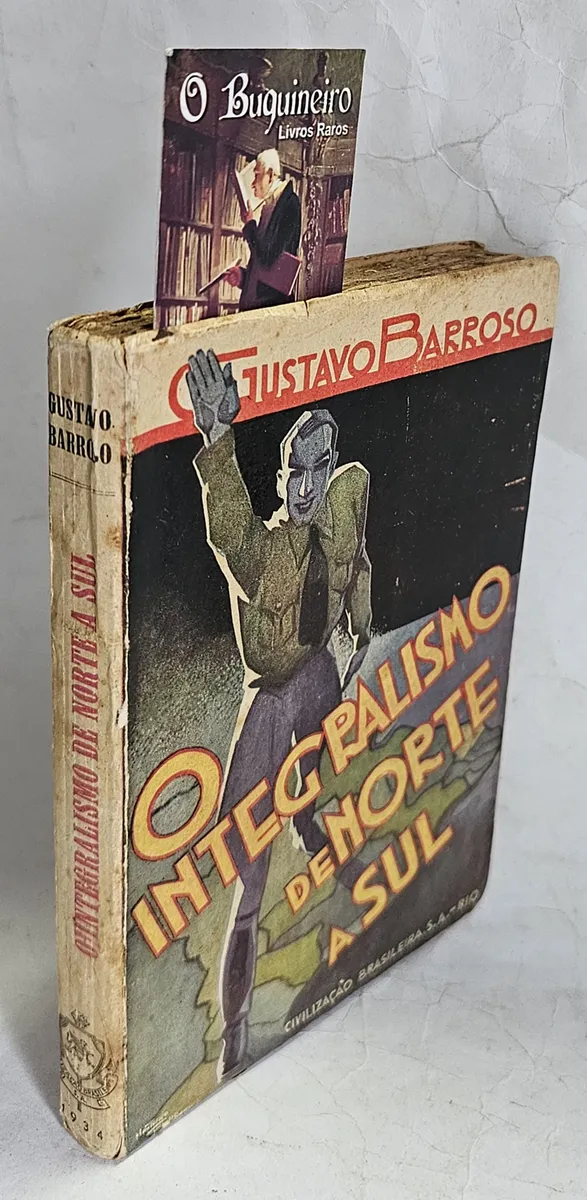 O Buquineiro
Livros Raros
GUSTAVO BARROSO
O
INTEGRALISMO
DE NORTE
A SUL
CIVILIZAÇÃO BRASILEIRA. S. A. - RIO
GUSTAVO
BARROSO
O INTEGRALISMO DE NORTE A SUL
1934